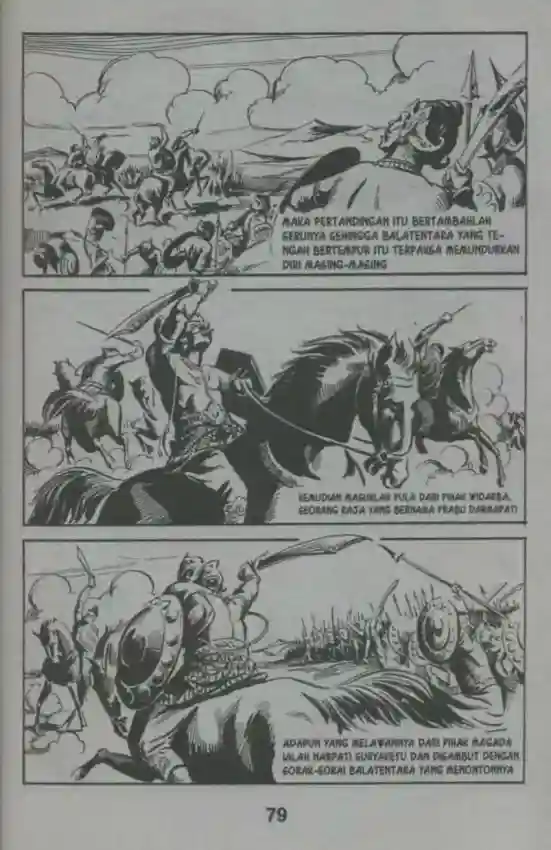 MAKA PERTANDINGAN ITU BERTAMBAHLAH
SERUNYA SEHINGGA BALATENTARA YANG TE-
NGAH BERTEMPUR ITU TERPAKSA MEMUNDURKAN
DIRI MASING-MASING
KEMUDIAN MASUKLAH PULA DARI PIHAK WIDARBA,
SEORANG RAJA YANG BERNAMA PRABU DARMAPATI
ADAPUN YANG MELAWANNYA DARI PIHAK MAGADA
IALAH NARPATI SURYAKETU DAN DISAMBUT DENGAN
SORAK-SORAI BALATENTARA YANG MENONTONNYA
79